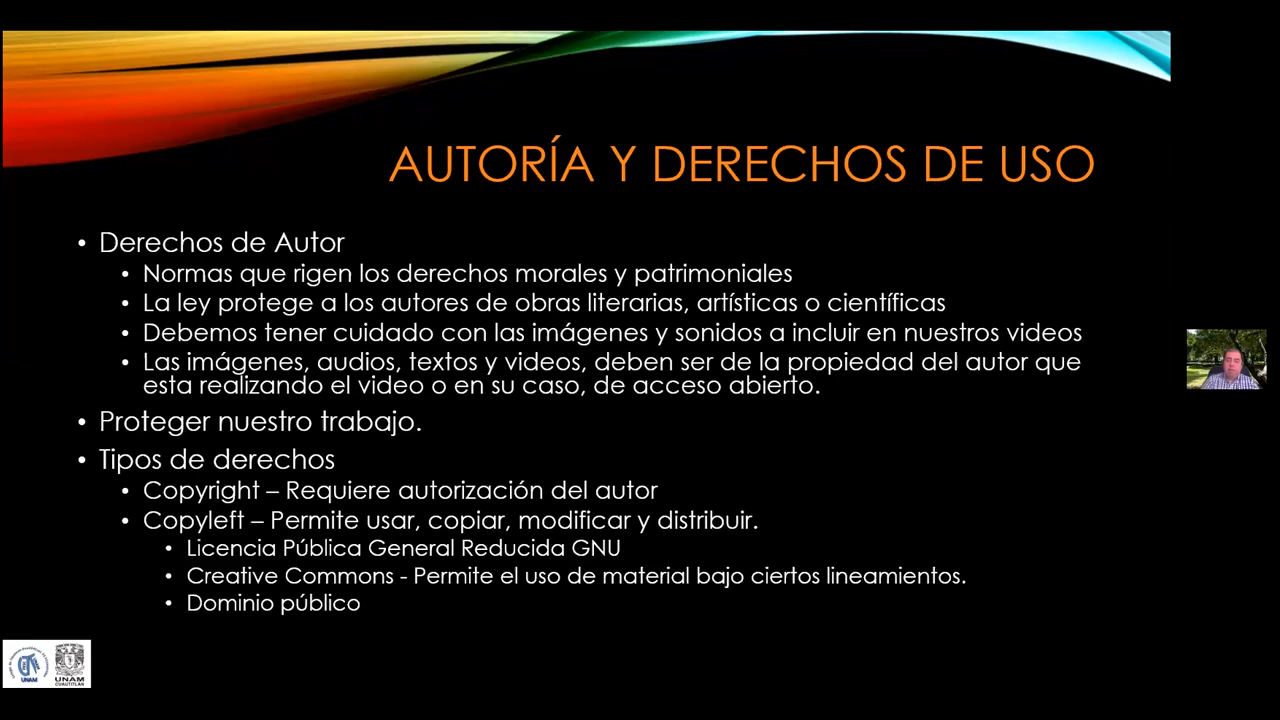 AUTORÍA Y DERECHOS DE USO
• Derechos de Autor
• Normas que rigen los derechos morales y patrimoniales
• La ley protege a los autores de obras literarias, artísticas o científicas
• Debemos tener cuidado con las imágenes y sonidos a incluir en nuestros videos
• Las imágenes, audios, textos y videos, deben ser de la propiedad del autor que
esta realizando el video o en su caso, de acceso abierto.
• Proteger nuestro trabajo.
• Tipos de derechos
• Copyright – Requiere autorización del autor
• Copyleft – Permite usar, copiar, modificar y distribuir.
• Licencia Pública General Reducida GNU
• Creative Commons - Permite el uso de material bajo ciertos lineamientos.
• Dominio público
UNAM
UNAM
CUAUTITLÁN